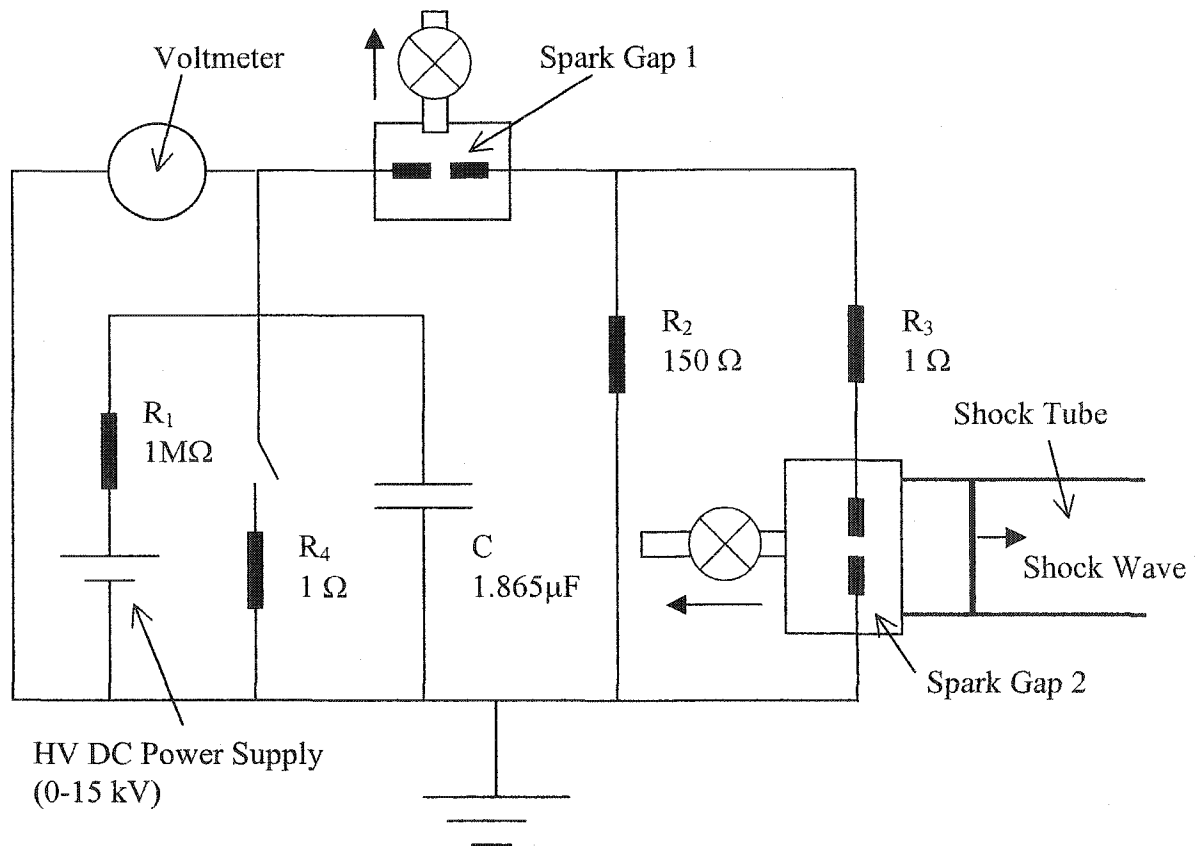 Voltmeter
Spark Gap 1
R₁
1MΩ
R₄
1 Ω
C
1.865μF
R₂
150 Ω
R₃
1 Ω
Shock Tube
Shock Wave
Spark Gap 2
HV DC Power Supply
(0-15 kV)